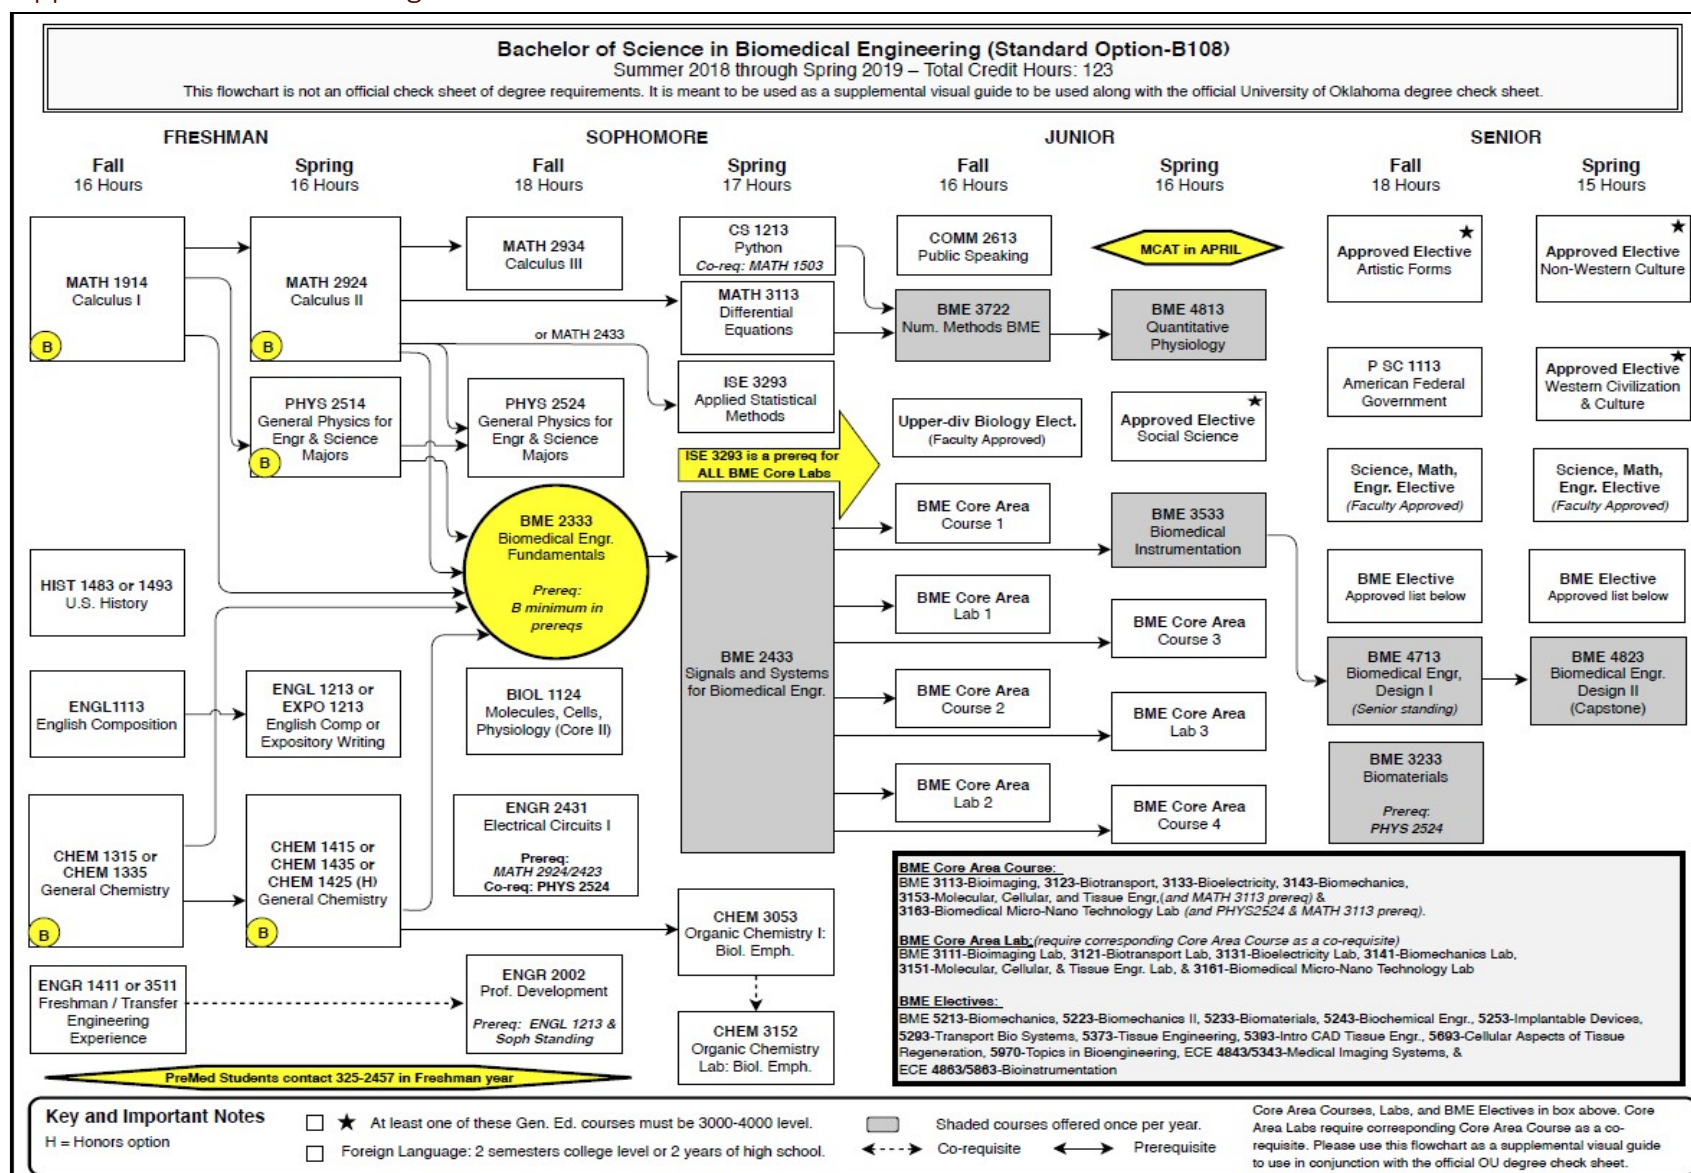 Bachelor of Science in Biomedical Engineering (Standard Option-B108)
Summer 2018 through Spring 2019 – Total Credit Hours: 123
This flowchart is not an official check sheet of degree requirements. It is meant to be used as a supplemental visual guide to be used along with the official University of Oklahoma degree check sheet.
FRESHMAN
SOPHOMORE
JUNIOR
SENIOR
Fall
16 Hours
Spring
16 Hours
Fall
18 Hours
Spring
17 Hours
Fall
16 Hours
Spring
16 Hours
Fall
18 Hours
Spring
15 Hours
MATH 1914
Calculus I
B
HIST 1483 or 1493
U.S. History
ENGL1113
English Composition
CHEM 1315 or
CHEM 1335
General Chemistry
B
ENGR 1411 or 3511
Freshman / Transfer
Engineering
Experience
PreMed Students contact 325-2457 in Freshman year
MATH 2924
Calculus II
B
PHYS 2514
General Physics for
Engr & Science
Majors
B
ENGL 1213 or
EXPO 1213
English Comp or
Expository Writing
CHEM 1415 or
CHEM 1435 or
CHEM 1425 (H)
General Chemistry
B
MATH 2934
Calculus III
or MATH 2433
PHYS 2524
General Physics for
Engr & Science
Majors
BME 2333
Biomedical Engr.
Fundamentals
Prereq:
B minimum in
prereqs
BIOL 1124
Molecules, Cells,
Physiology (Core II)
ENGR 2431
Electrical Circuits I
Prereq:
MATH 2924/2423
Co-req: PHYS 2524
ENGR 2002
Prof. Development
Prereq: ENGL 1213 &
Soph Standing
CS 1213
Python
Co-req: MATH 1503
MATH 3113
Differential
Equations
ISE 3293
Applied Statistical
Methods
ISE 3293 is a prereq for
ALL BME Core Labs
BME 2433
Signals and Systems
for Biomedical Engr.
CHEM 3053
Organic Chemistry I:
Biol. Emph.
CHEM 3152
Organic Chemistry
Lab: Biol. Emph.
COMM 2613
Public Speaking
BME 3722
Num. Methods BME
Upper-div Biology Elect.
(Faculty Approved)
BME Core Area
Course 1
BME Core Area
Lab 1
BME Core Area
Course 2
BME Core Area
Lab 2
MCAT in APRIL
BME 4813
Quantitative
Physiology
Approved Elective
Social Science
BME 3533
Biomedical
Instrumentation
BME Core Area
Course 3
BME Core Area
Lab 3
BME Core Area
Course 4
Approved Elective
Artistic Forms
P SC 1113
American Federal
Government
Science, Math,
Engr. Elective
(Faculty Approved)
BME Elective
Approved list below
BME 4713
Biomedical Engr,
Design I
(Senior standing)
BME 3233
Biomaterials
Prereq:
PHYS 2524
Approved Elective
Non-Western Culture
Approved Elective
Western Civilization
& Culture
Science, Math,
Engr. Elective
(Faculty Approved)
BME Elective
Approved list below
BME 4823
Biomedical Engr.
Design II
(Capstone)
BME Core Area Course:
BME 3113-Bioimaging, 3123-Biotransport, 3133-Bioelectricity, 3143-Biomechanics,
3153-Molecular, Cellular, and Tissue Engr,(and MATH 3113 prereq) &
3163-Biomedical Micro-Nano Technology Lab (and PHYS2524 & MATH 3113 prereq).
BME Core Area Lab:(require corresponding Core Area Course as a co-requisite)
BME 3111-Bioimaging Lab, 3121-Biotransport Lab, 3131-Bioelectricity Lab, 3141-Biomechanics Lab,
3151-Molecular, Cellular, & Tissue Engr. Lab, & 3161-Biomedical Micro-Nano Technology Lab
BME Electives:
BME 5213-Biomechanics, 5223-Biomechanics II, 5233-Biomaterials, 5243-Biochemical Engr., 5253-Implantable Devices,
5293-Transport Bio Systems, 5373-Tissue Engineering, 5393-Intro CAD Tissue Engr., 5693-Cellular Aspects of Tissue
Regeneration, 5970-Topics in Bioengineering, ECE 4843/5343-Medical Imaging Systems, &
ECE 4863/5863-Bioinstrumentation
Key and Important Notes
H = Honors option
★ At least one of these Gen. Ed. courses must be 3000-4000 level.
Foreign Language: 2 semesters college level or 2 years of high school.
Shaded courses offered once per year.
Co-requisite
Prerequisite
Core Area Courses, Labs, and BME Electives in box above. Core
Area Labs require corresponding Core Area Course as a co-
requisite. Please use this flowchart as a supplemental visual guide
to use in conjunction with the official OU degree check sheet.